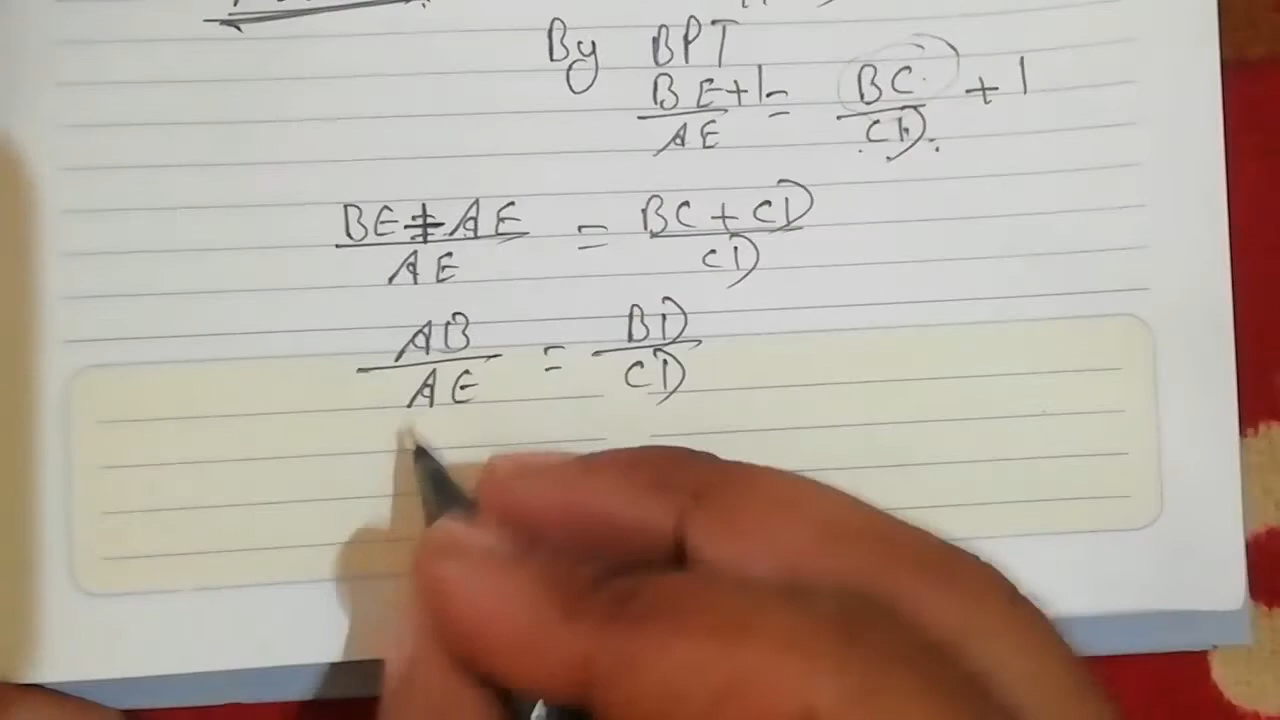 By BPT
BE/AE + 1 = BC/CD + 1
BE + AE/AE = BC + CD/CD
AB/AE = BD/CD